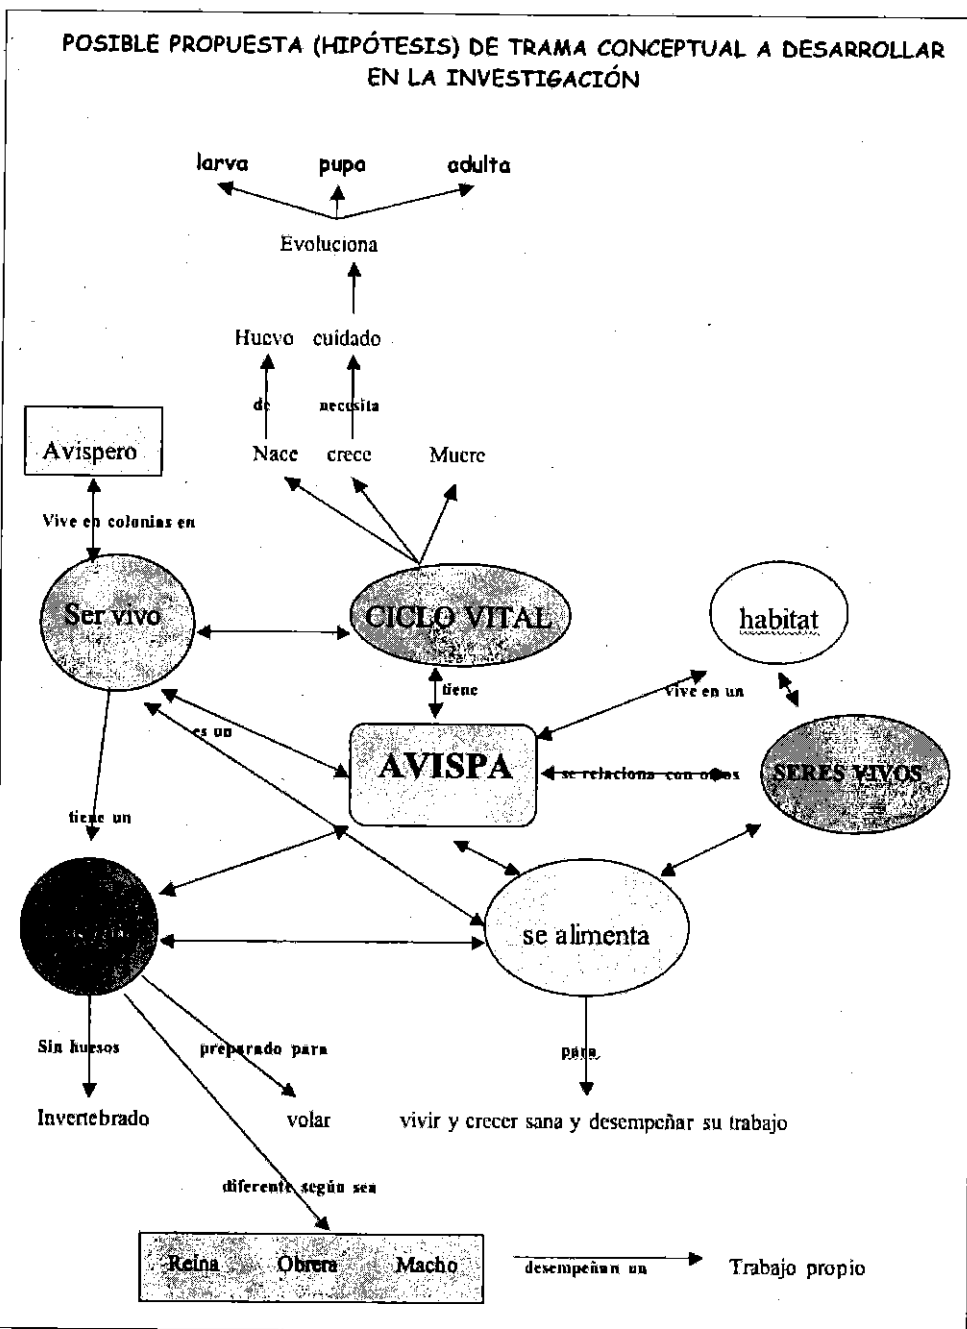 POSIBLE PROPUESTA (HIPÓTESIS) DE TRAMA CONCEPTUAL A DESARROLLAR
EN LA INVESTIGACIÓN
larva pupa adulta
Evoluciona
Huevo cuidado
de necesita
Nace crece Muere
Avispero
Vive en colonias en
Ser vivo
CICLO VITAL
habitat
tiene
vive en un
es un
AVISPA
se relaciona con otros
SERES VIVOS
tiene un
se alimenta
Sin huesos
preparado para
para
Invertebrado
volar
vivir y crecer sana y desempeñar su trabajo
diferente según sea
Reina Obrera Macho
desempeñan un
Trabajo propio